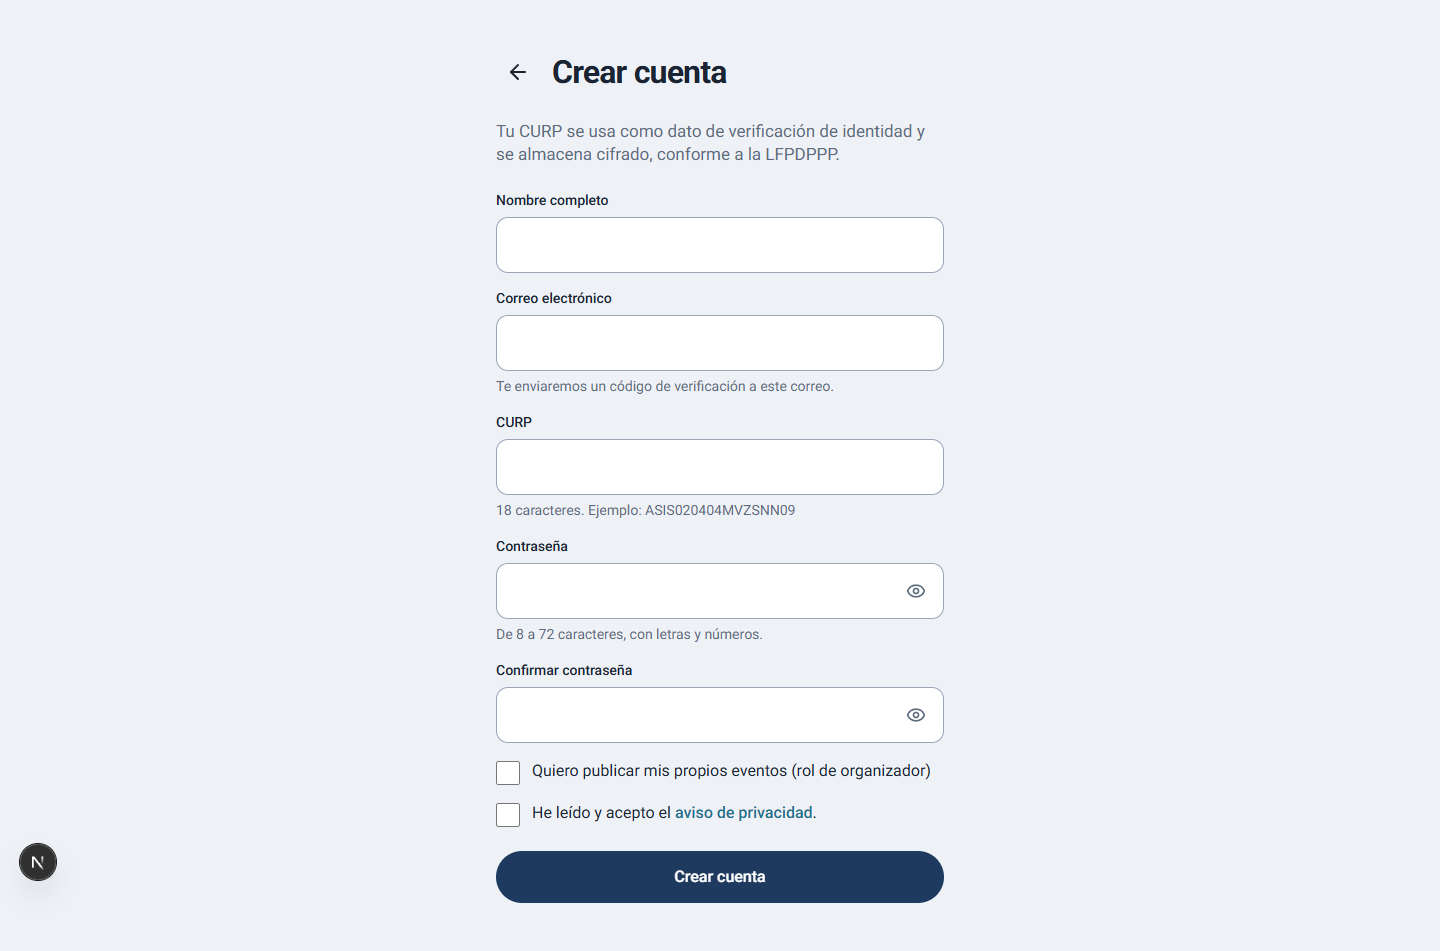 Crear cuenta
Tu CURP se usa como dato de verificación de identidad y
se almacena cifrado, conforme a la LFPDPPP.
Nombre completo
Correo electrónico
Te enviaremos un código de verificación a este correo.
CURP
18 caracteres. Ejemplo: ASIS020404MVZSNN09
Contraseña
De 8 a 72 caracteres, con letras y números.
Confirmar contraseña
Quiero publicar mis propios eventos (rol de organizador)
He leído y acepto el aviso de privacidad.
N
Crear cuenta